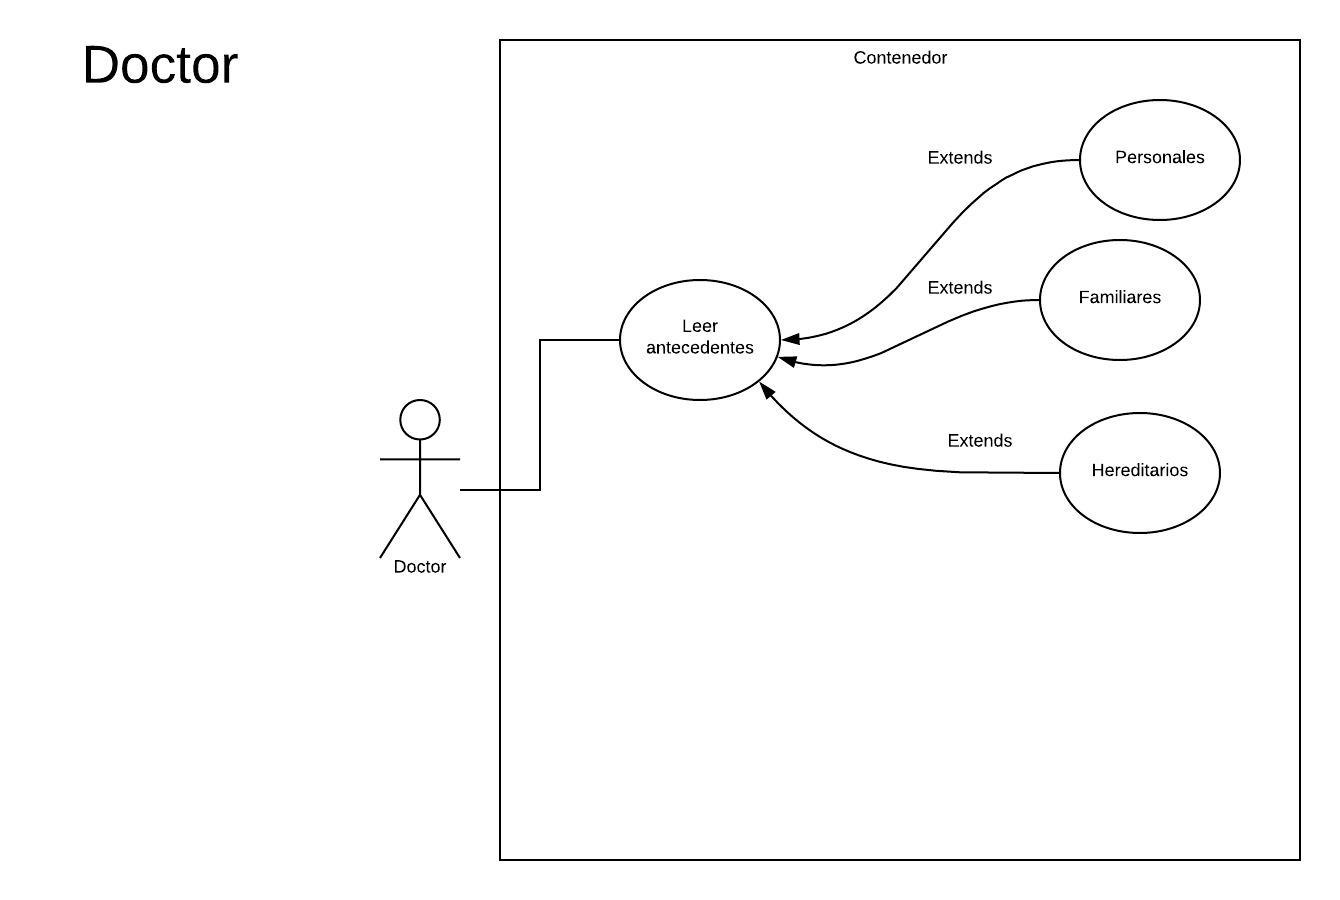 Doctor
Contenedor
Extends
Personales
Extends
Familiares
Leer
antecedentes
Extends
Hereditarios
Doctor